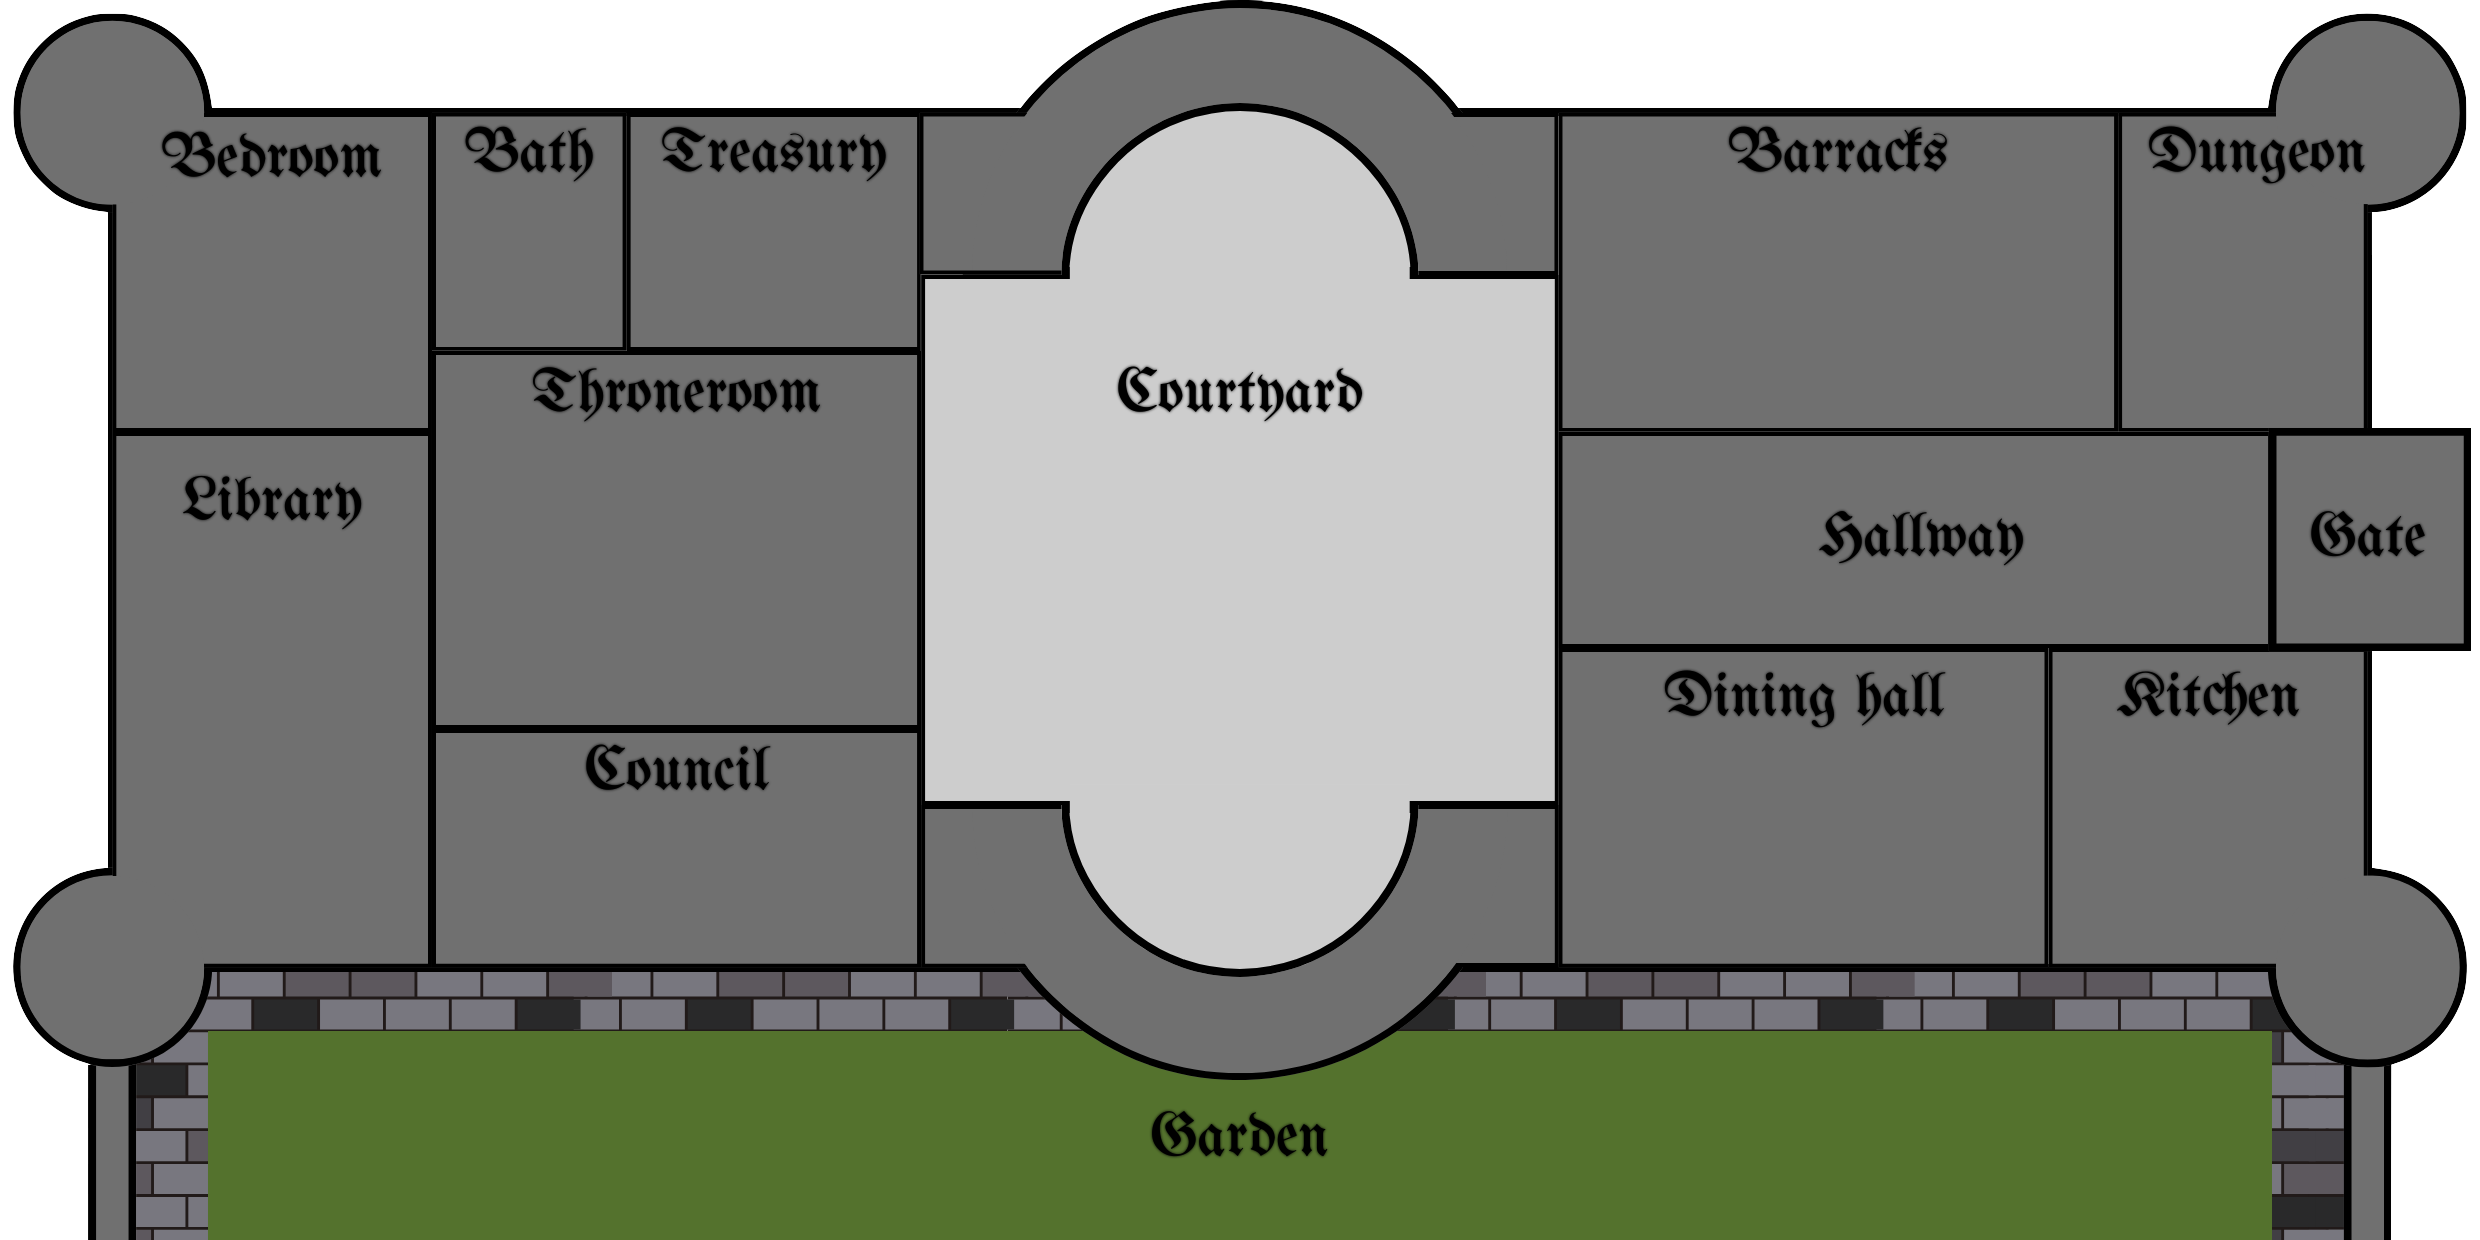 Bedroom
Bath
Treasury
Barracks
Dungeon
Throneroom
Courtyard
Library
Hallway
Gate
Dining hall
Kitchen
Council
Garden